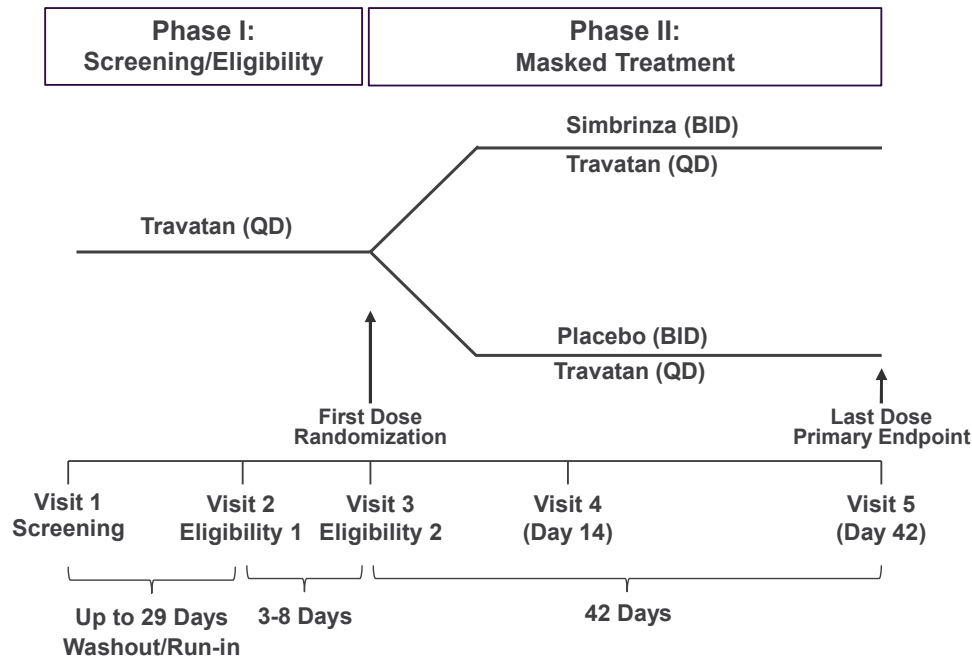 Phase I:
Screening/Eligibility
Phase II:
Masked Treatment
Simbrinza (BID)
Travatan (QD)
Travatan (QD)
Placebo (BID)
Travatan (QD)
First Dose
Randomization
Last Dose
Primary Endpoint
Visit 1
Screening
Visit 2
Eligibility 1
Visit 3
Eligibility 2
Visit 4
(Day 14)
Visit 5
(Day 42)
Up to 29 Days
Washout/Run-in
3-8 Days
42 Days